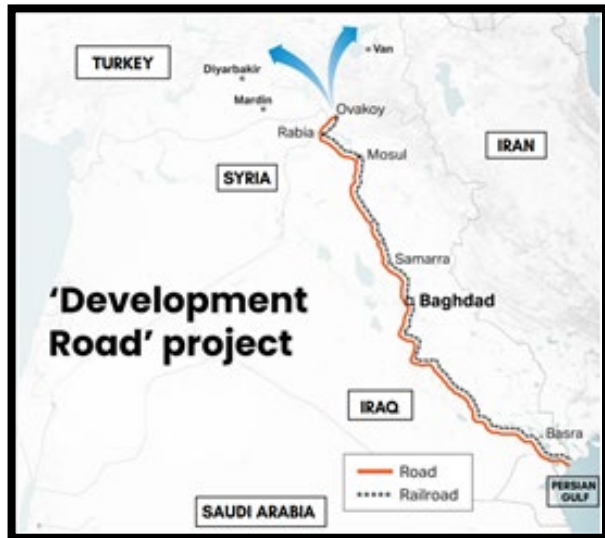 TURKEY
Van
Diyarbakir
Mardin
Ovakoy
Rabia
Mosul
IRAN
SYRIA
Samarra
'Development
Road' project
Baghdad
IRAQ
Basra
Road
Railroad
PERSIAN
GULF
SAUDI ARABIA